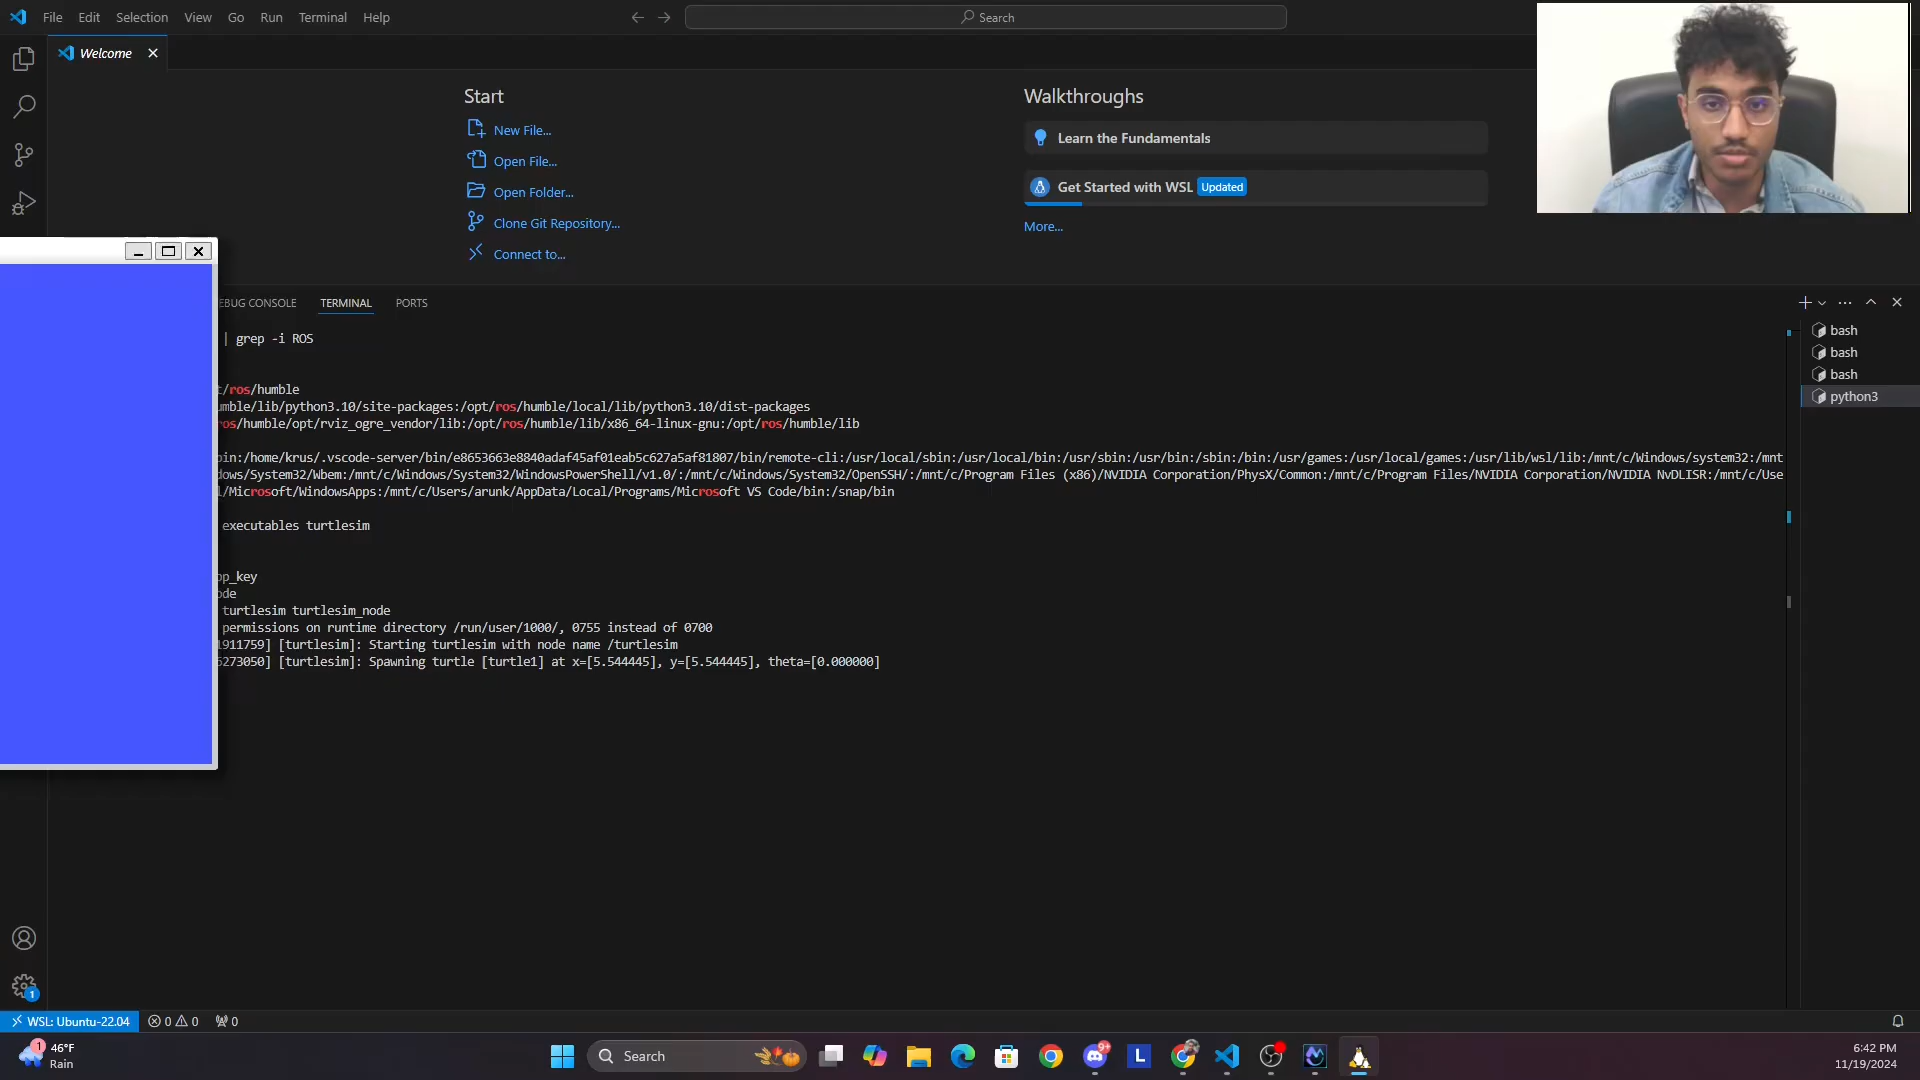 File Edit Selection View Go Run Terminal Help
Search
Welcome
Start
New File...
Open File...
Open Folder...
Clone Git Repository...
Connect to...
Walkthroughs
Learn the Fundamentals
Get Started with WSL Updated
More...
EBUG CONSOLE TERMINAL PORTS
| grep -i ROS
t/ros/humble
umble/lib/python3.10/site-packages:/opt/ros/humble/local/lib/python3.10/dist-packages
ros/humble/opt/rviz_ogre_vendor/lib:/opt/ros/humble/lib/x86_64-linux-gnu:/opt/ros/humble/lib
bin:/home/krus/.vscode-server/bin/e8653663e8840adaf45af01eab5c627a5af81807/bin/remote-cli:/usr/local/sbin:/usr/local/bin:/usr/sbin:/usr/bin:/sbin:/bin:/usr/games:/usr/local/games:/usr/lib/wsl/lib:/mnt/c/Windows/system32:/mnt
dows/System32/Wbem:/mnt/c/Windows/System32/WindowsPowerShell/v1.0/:/mnt/c/Windows/System32/OpenSSH/:/mnt/c/Program Files (x86)/NVIDIA Corporation/PhysX/Common:/mnt/c/Program Files/NVIDIA Corporation/NVIDIA NvDLISR:/mnt/c/Use
l/Microsoft/WindowsApps:/mnt/c/Users/arunk/AppData/Local/Programs/Microsoft VS Code/bin:/snap/bin
executables turtlesim
op_key
ode
turtlesim turtlesim_node
permissions on runtime directory /run/user/1000/, 0755 instead of 0700
1911759] [turtlesim]: Starting turtlesim with node name /turtlesim
5273050] [turtlesim]: Spawning turtle [turtle1] at x=[5.544445], y=[5.544445], theta=[0.000000]
bash
bash
bash
python3
1
WSL: Ubuntu-22.04 0 0 0
1
46°F
Rain
Search
9+
L
6:42 PM
11/19/2024